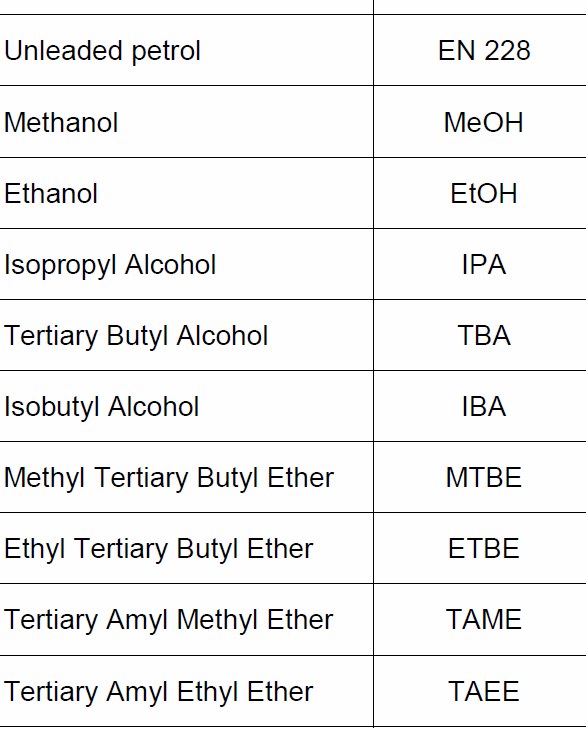 Unleaded petrol EN 228
Methanol MeOH
Ethanol EtOH
Isopropyl Alcohol IPA
Tertiary Butyl Alcohol TBA
Isobutyl Alcohol IBA
Methyl Tertiary Butyl Ether MTBE
Ethyl Tertiary Butyl Ether ETBE
Tertiary Amyl Methyl Ether TAME
Tertiary Amyl Ethyl Ether TAEE